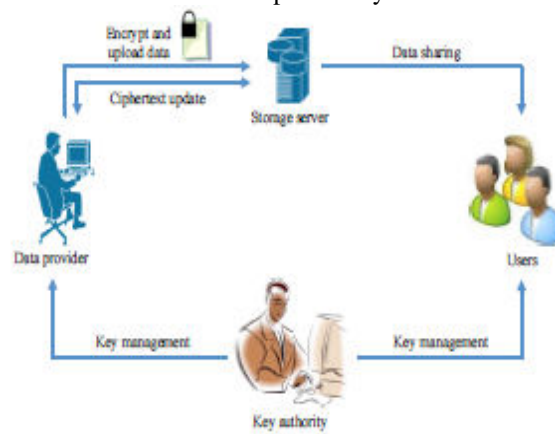 Encrypt and
upload data
Data sharing
Ciphertext update
Storage server
Data provider
Users
Key management
Key management
Key authority